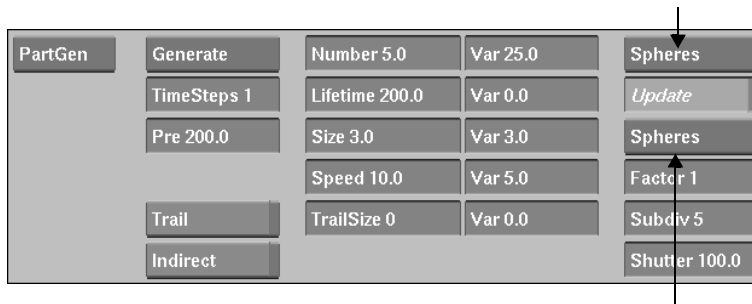 PartGen Generate Number 5.0 Var 25.0 Spheres
TimeSteps 1 Lifetime 200.0 Var 0.0 Update
Pre 200.0 Size 3.0 Var 3.0 Spheres
Speed 10.0 Var 5.0 Factor 1
Trail TrailSize 0 Var 0.0 Subdiv 5
Indirect Shutter 100.0